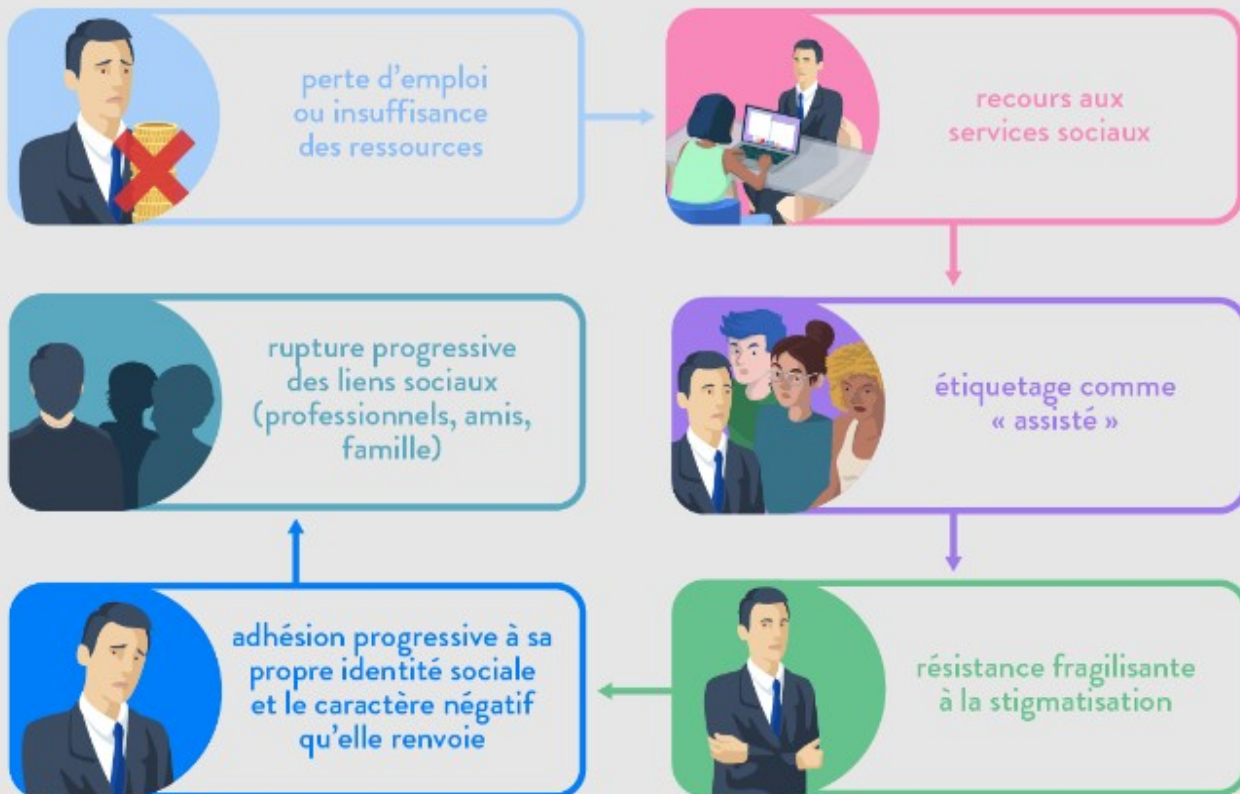 perte d'emploi
ou insuffisance
des ressources
recours aux
services sociaux
étiquetage comme
« assisté »
résistance fragilisante
à la stigmatisation
adhésion progressive à sa
propre identité sociale
et le caractère négatif
qu'elle renvoie
rupture progressive
des liens sociaux
(professionnels, amis,
famille)